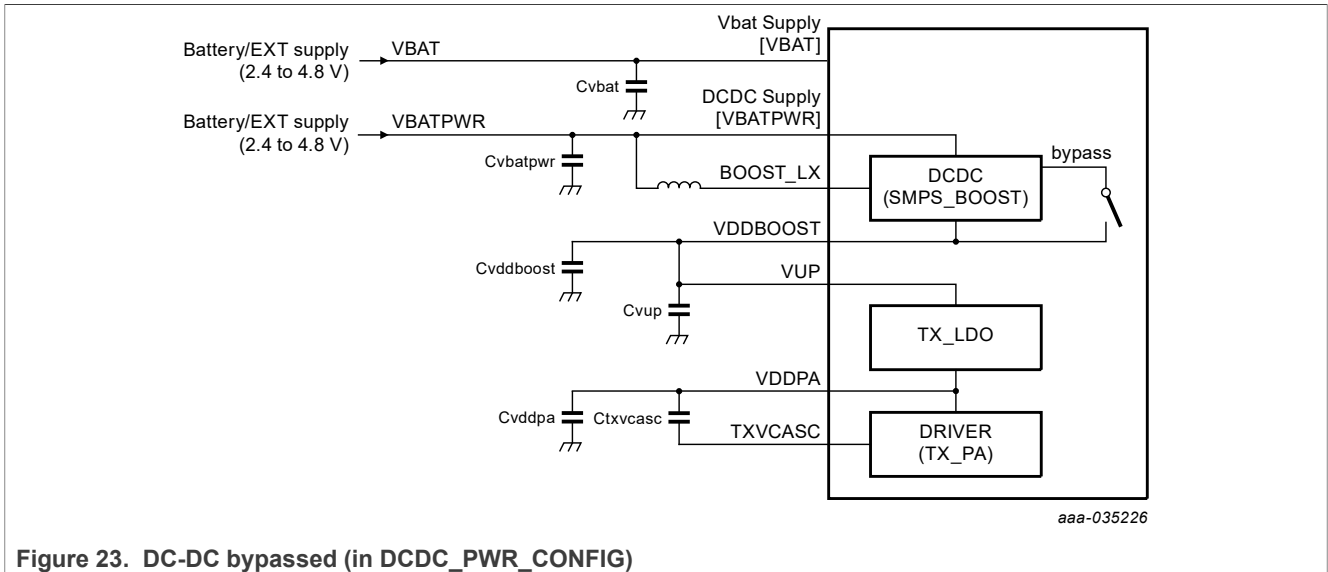 Vbat Supply
[VBAT]
Battery/EXT supply
(2.4 to 4.8 V)
VBAT
Cvbat
DCDC Supply
[VBATPWR]
Battery/EXT supply
(2.4 to 4.8 V)
VBATPWR
Cvbatpwr
BOOST_LX
DCDC
(SMPS_BOOST)
bypass
VDDBOOST
Cvddboost
VUP
Cvup
TX_LDO
VDDPA
Cvddpa
Ctxvcasc
TXVCASC
DRIVER
(TX_PA)
aaa-035226
Figure 23. DC-DC bypassed (in DCDC_PWR_CONFIG)